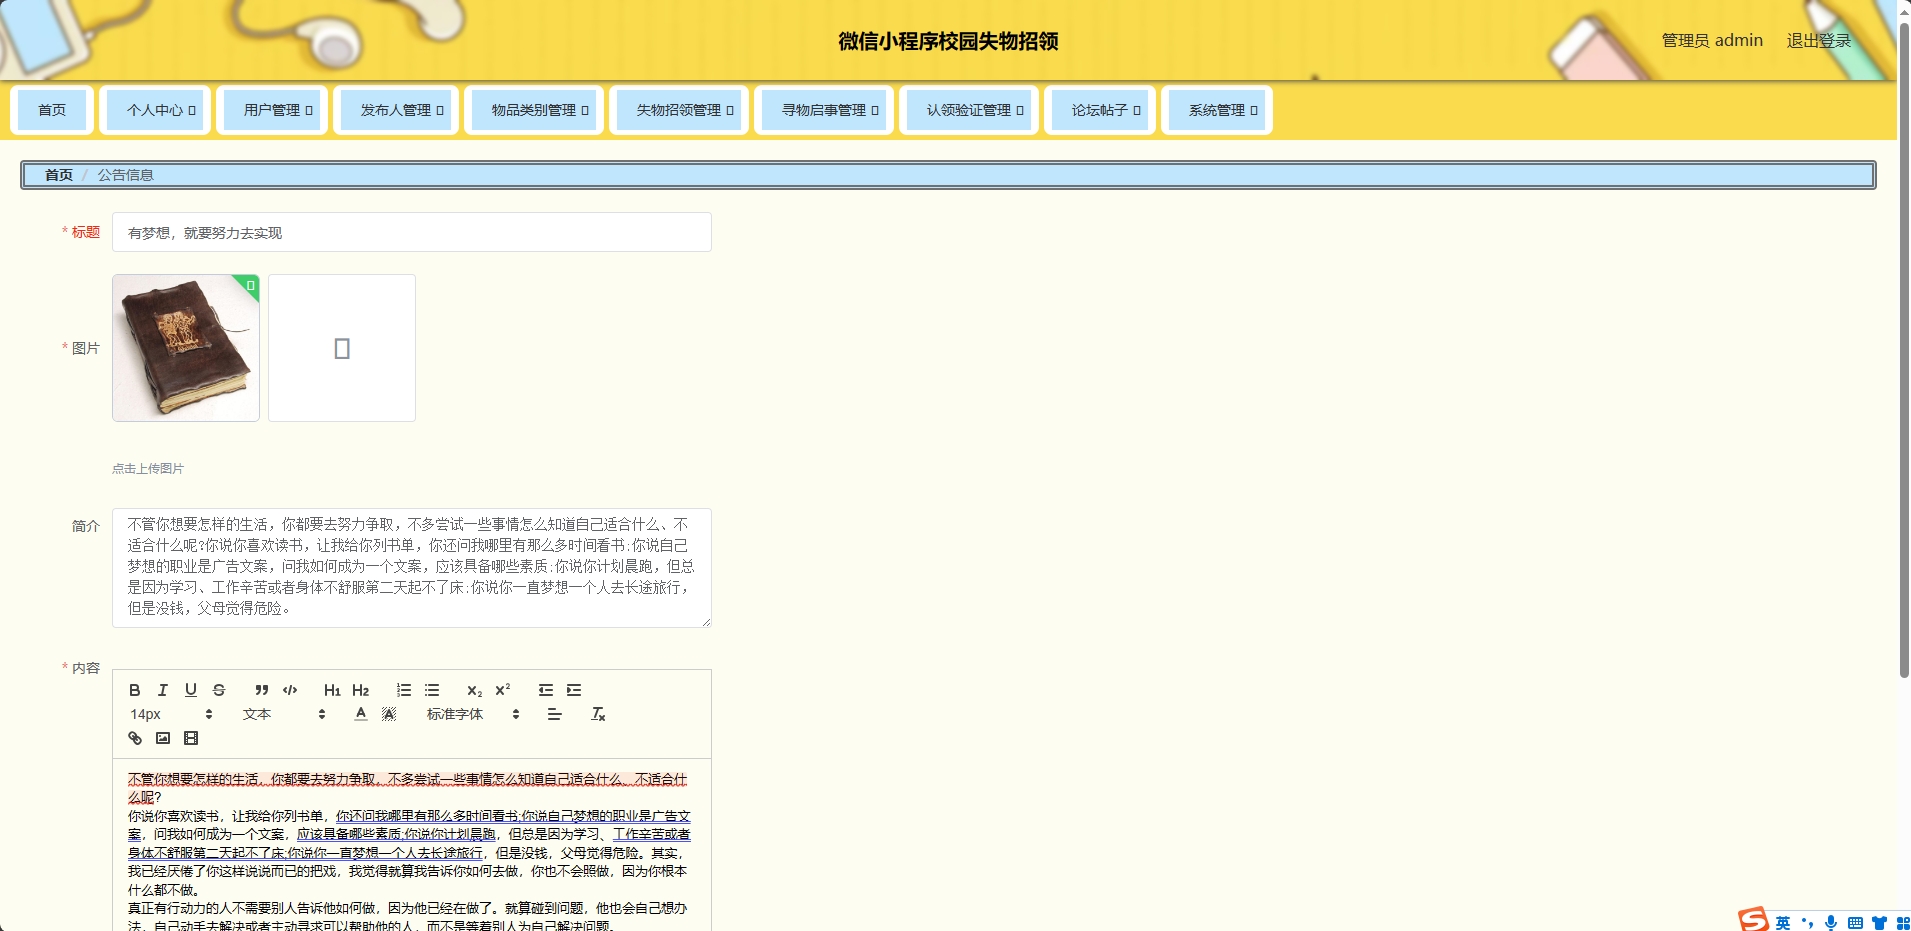 微信小程序校园失物招领
管理员 admin
退出登录
首页
个人中心
用户管理
发布人管理
物品类别管理
失物招领管理
寻物启事管理
认领验证管理
论坛帖子
系统管理
首页 / 公告信息
* 标题
有梦想，就要努力去实现
* 图片
点击上传图片
简介
不管你想要怎样的生活，你都要去努力争取，不多尝试一些事情怎么知道自己适合什么、不
适合什么呢?你说你喜欢读书，让我给你列书单，你还问我哪里有那么多时间看书;你说自己
梦想的职业是广告文案，问我如何成为一个文案，应该具备哪些素质;你说你计划晨跑，但总
是因为学习、工作辛苦或者身体不舒服第二天起不了床;你说你一直梦想一个人去长途旅行，
但是没钱，父母觉得危险。
* 内容
B I U S H1 H2 x2 x2
14px 文本 A A 标准字体 Tx
不管你想要怎样的生活，你都要去努力争取，不多尝试一些事情怎么知道自己适合什么、不适合什
么呢?
你说你喜欢读书，让我给你列书单，你还问我哪里有那么多时间看书;你说自己梦想的职业是广告文
案，问我如何成为一个文案，应该具备哪些素质;你说你计划晨跑，但总是因为学习、工作辛苦或者
身体不舒服第二天起不了床;你说你一直梦想一个人去长途旅行，但是没钱，父母觉得危险。其实，
我已经厌倦了你这样说说而已的把戏，我觉得就算我告诉你如何去做，你也不会照做，因为你根本
什么都不做。
真正有行动力的人不需要别人告诉他如何做，因为他已经在做了。就算碰到问题，他也会自己想办
法，自己动手去解决或者主动寻求可以帮助他的人，而不是等着别人为自己解决问题。
S 英